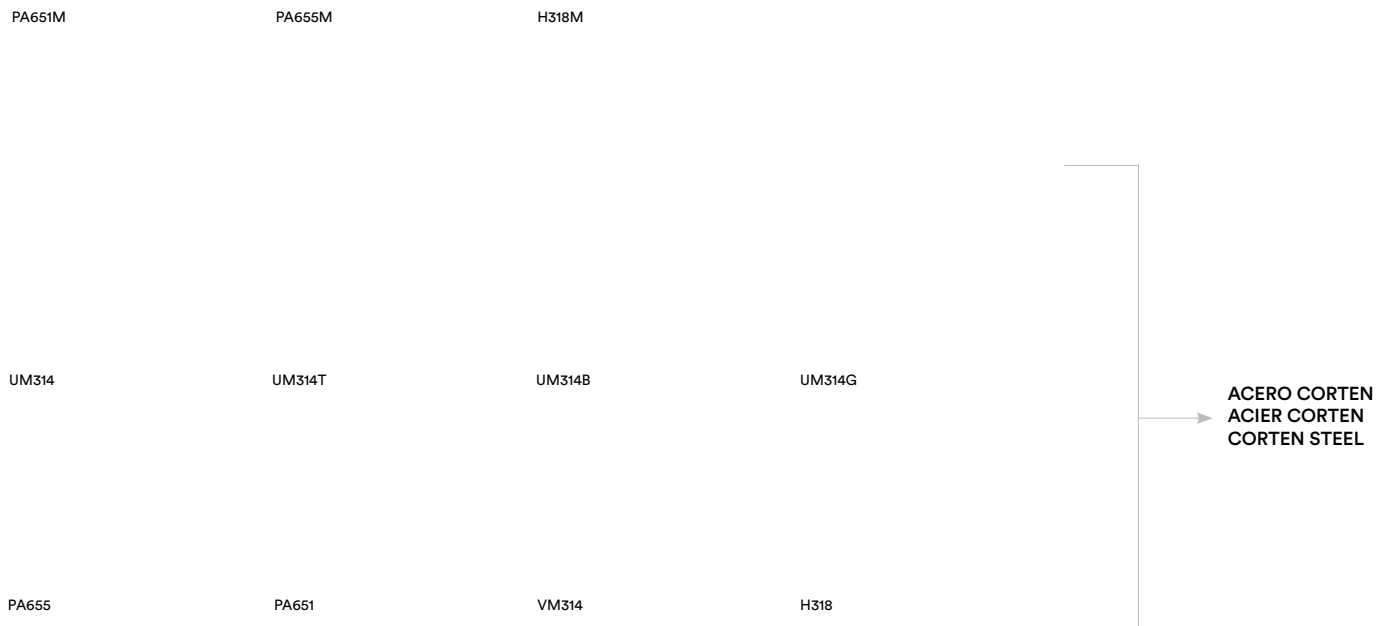 PA651M PA655M H318M
UM314 UM314T UM314B UM314G
ACERO CORTEN
ACIER CORTEN
CORTEN STEEL
PA655 PA651 VM314 H318